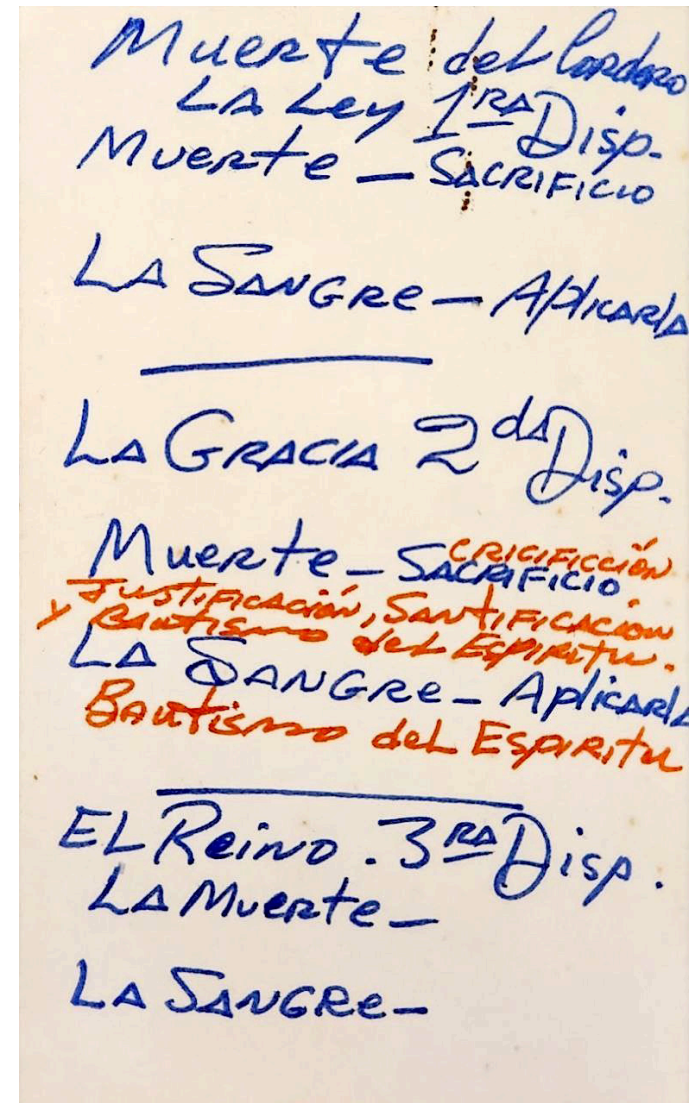 Muerte del Cordero
LA Ley 1RA Disp.
Muerte — SACRIFICIO
LA SANGRE — Aplicarla
LA GRACIA 2da Disp.
Muerte — SACRIFICIO
CRICIFICCIÓN
JUSTIFICACIÓN, SANTIFICACIÓN
y BAUTISMO del ESPIRITU.
LA SANGRE — Aplicarla
BAUTISMO deL ESPIRITU
EL Reino. 3RA Disp.
LA Muerte —
LA SANGRE —